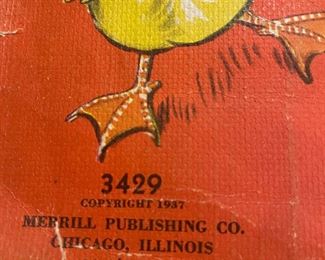 3429
COPYRIGHT 1937
MERRILL PUBLISHING CO.
CHICAGO, ILLINOIS